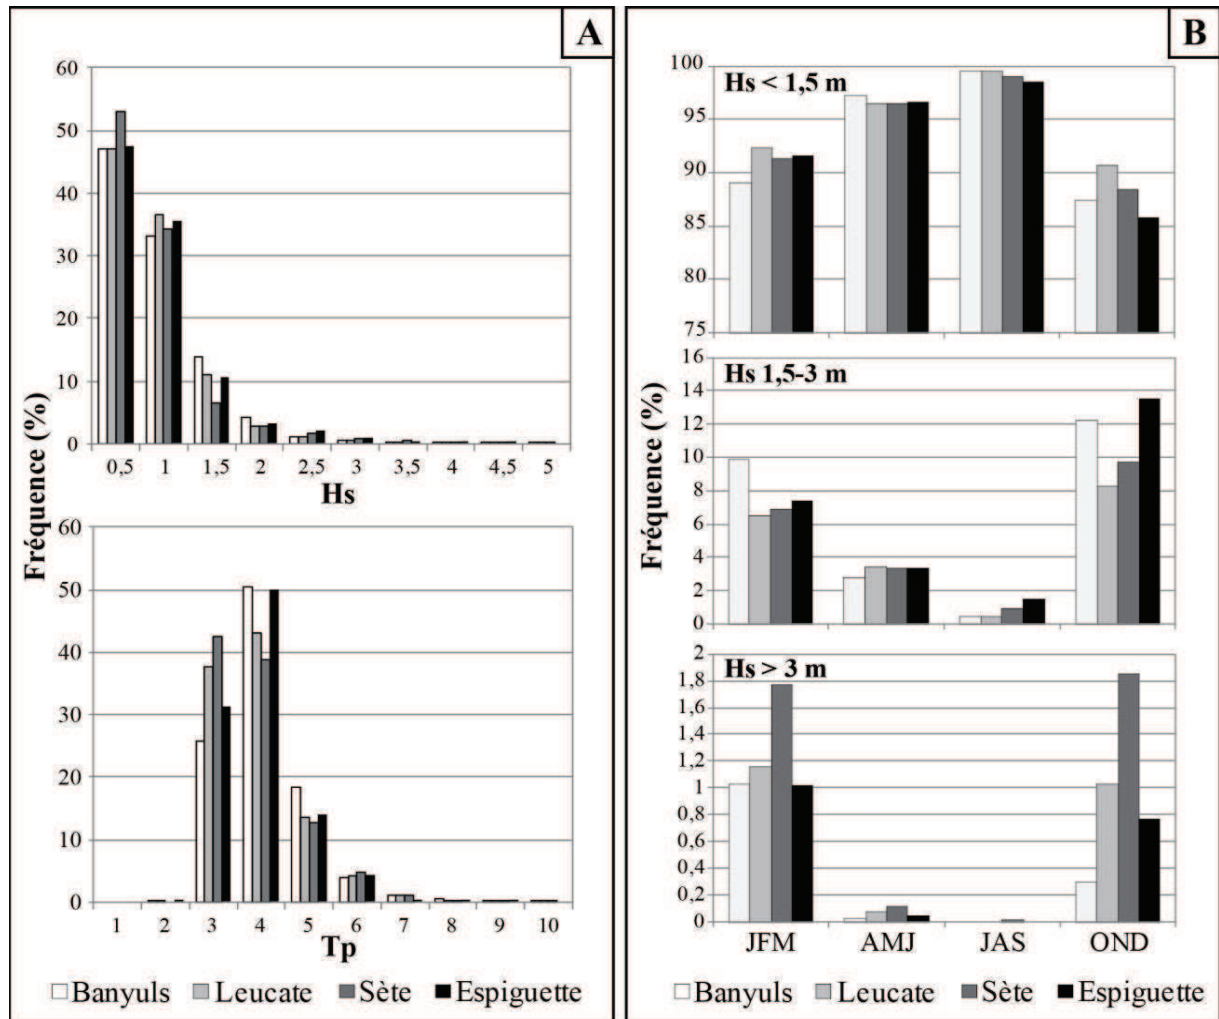 A
Fréquence (%)
60
50
40
30
20
10
0
0,5 1 1,5 2 2,5 3 3,5 4 4,5 5
Hs
60
50
40
30
20
10
0
1 2 3 4 5 6 7 8 9 10
Tp
Banyuls Leucate Sète Espiguette
B
Fréquence (%)
Hs < 1,5 m
100
95
90
85
80
75
Hs 1,5-3 m
16
14
12
10
8
6
4
2
0
Hs > 3 m
2
1,8
1,6
1,4
1,2
1
0,8
0,6
0,4
0,2
0
JFM AMJ JAS OND
Banyuls Leucate Sète Espiguette